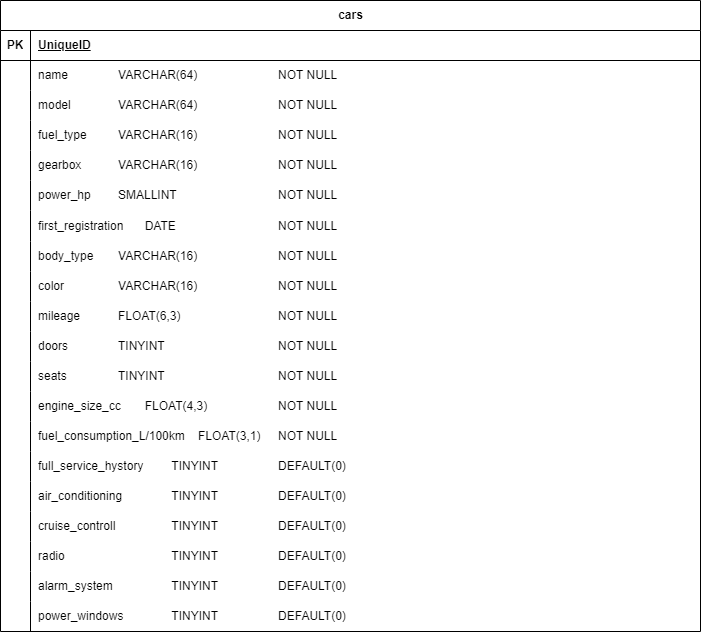 cars
PK UniqueID
name VARCHAR(64) NOT NULL
model VARCHAR(64) NOT NULL
fuel_type VARCHAR(16) NOT NULL
gearbox VARCHAR(16) NOT NULL
power_hp SMALLINT NOT NULL
first_registration DATE NOT NULL
body_type VARCHAR(16) NOT NULL
color VARCHAR(16) NOT NULL
mileage FLOAT(6,3) NOT NULL
doors TINYINT NOT NULL
seats TINYINT NOT NULL
engine_size_cc FLOAT(4,3) NOT NULL
fuel_consumption_L/100km FLOAT(3,1) NOT NULL
full_service_hystory TINYINT DEFAULT(0)
air_conditioning TINYINT DEFAULT(0)
cruise_controll TINYINT DEFAULT(0)
radio TINYINT DEFAULT(0)
alarm_system TINYINT DEFAULT(0)
power_windows TINYINT DEFAULT(0)